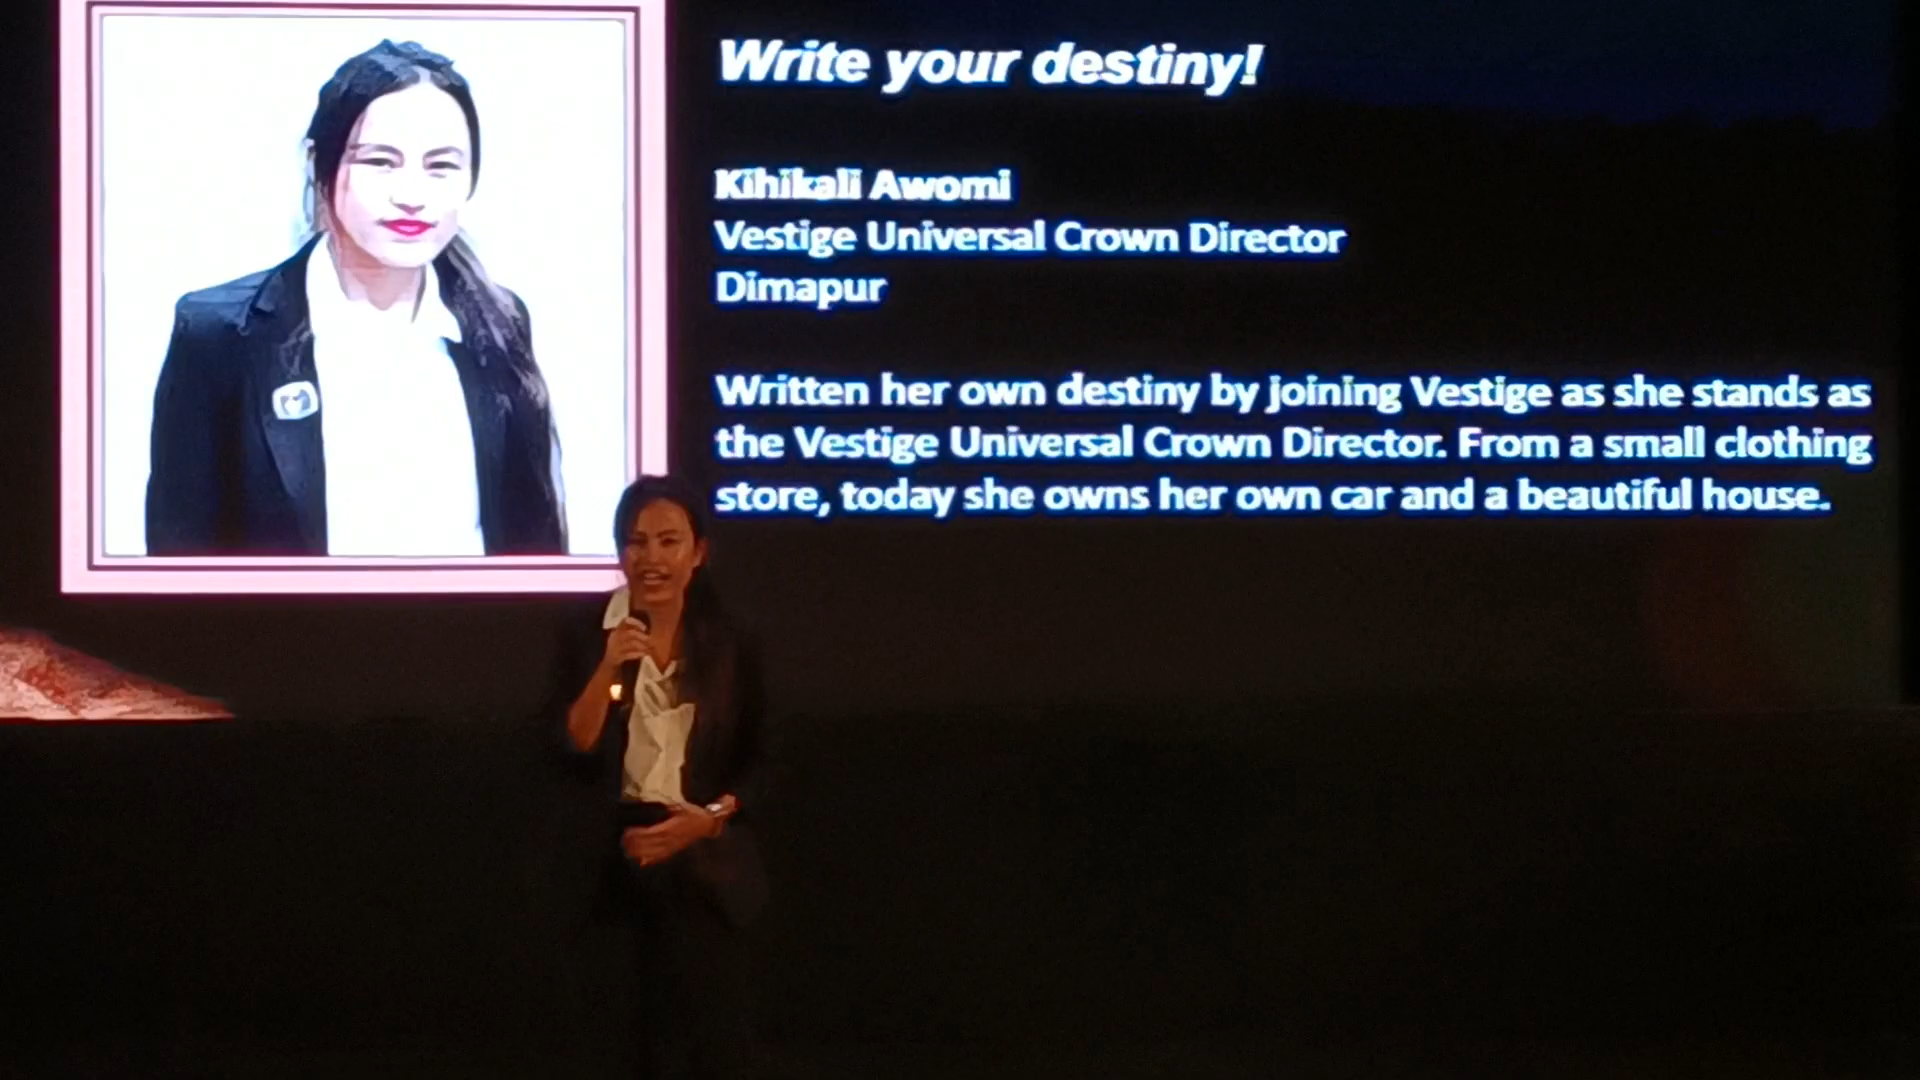 Write your destiny!
Kihikali Awomi
Vestige Universal Crown Director
Dimapur
Written her own destiny by joining Vestige as she stands as
the Vestige Universal Crown Director. From a small clothing
store, today she owns her own car and a beautiful house.